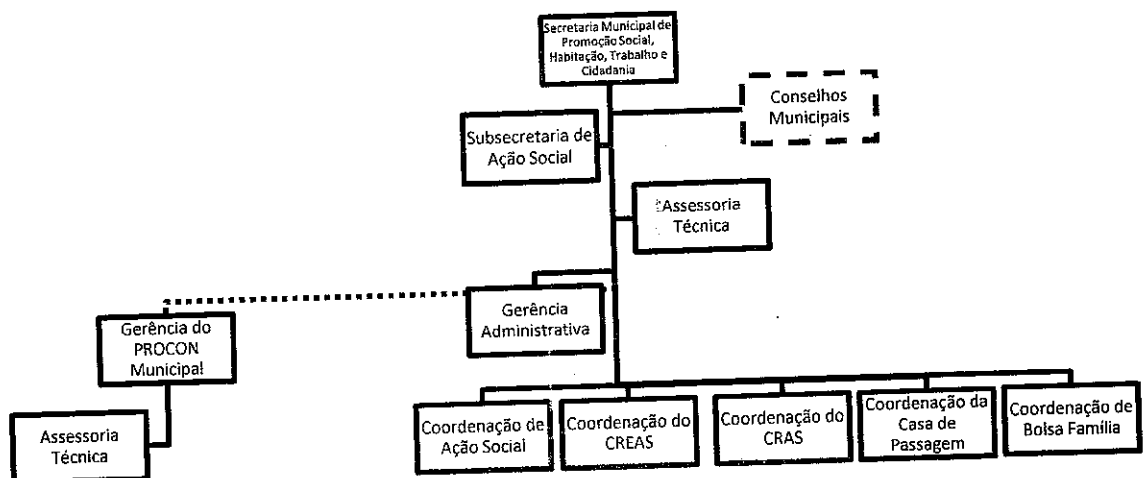 Secretaria Municipal de
Promoção Social,
Habitação, Trabalho e
Cidadania
Conselhos
Municipais
Subsecretaria de
Ação Social
Assessoria
Técnica
Gerência
Administrativa
Gerência do
PROCON
Municipal
Assessoria
Técnica
Coordenação de
Ação Social
Coordenação do
CREAS
Coordenação do
CRAS
Coordenação da
Casa de
Passagem
Coordenação de
Bolsa Família